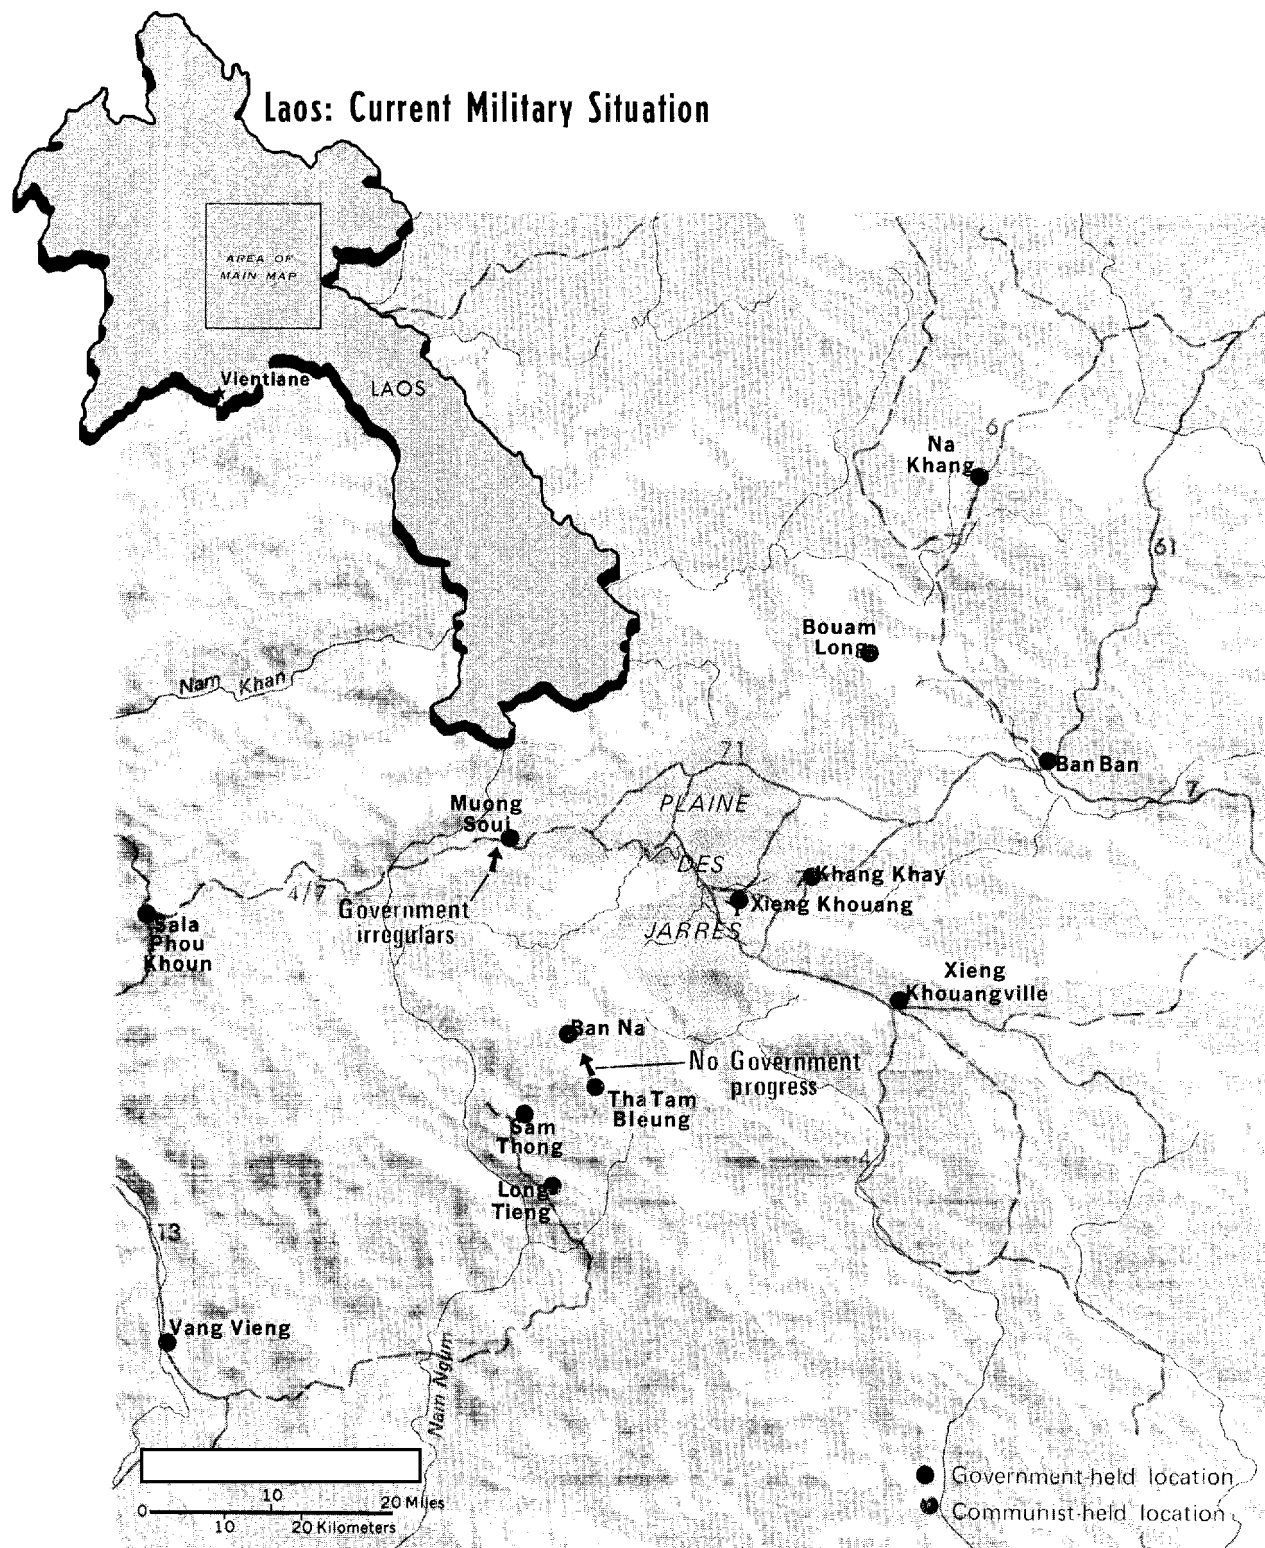 Laos: Current Military Situation
AREA OF
MAIN MAP
Vientiane
LAOS
6
Na
Khang
61
Bouam
Long
Nam Khan
71
Ban Ban
7
PLAINE
DES
JARRES
Muong
Soui
Khang Khay
Xieng Khouang
4/7
Government
irregulars
Sala
Phou
Khoun
Xieng
Khouangville
Ban Na
No Government
progress
Tha Tam
Bleung
Sam
Thong
4
Long
Tieng
13
Vang Vieng
Nam Ngum
10
20 Miles
0
10
20 Kilometers
Government-held location
Communist-held location